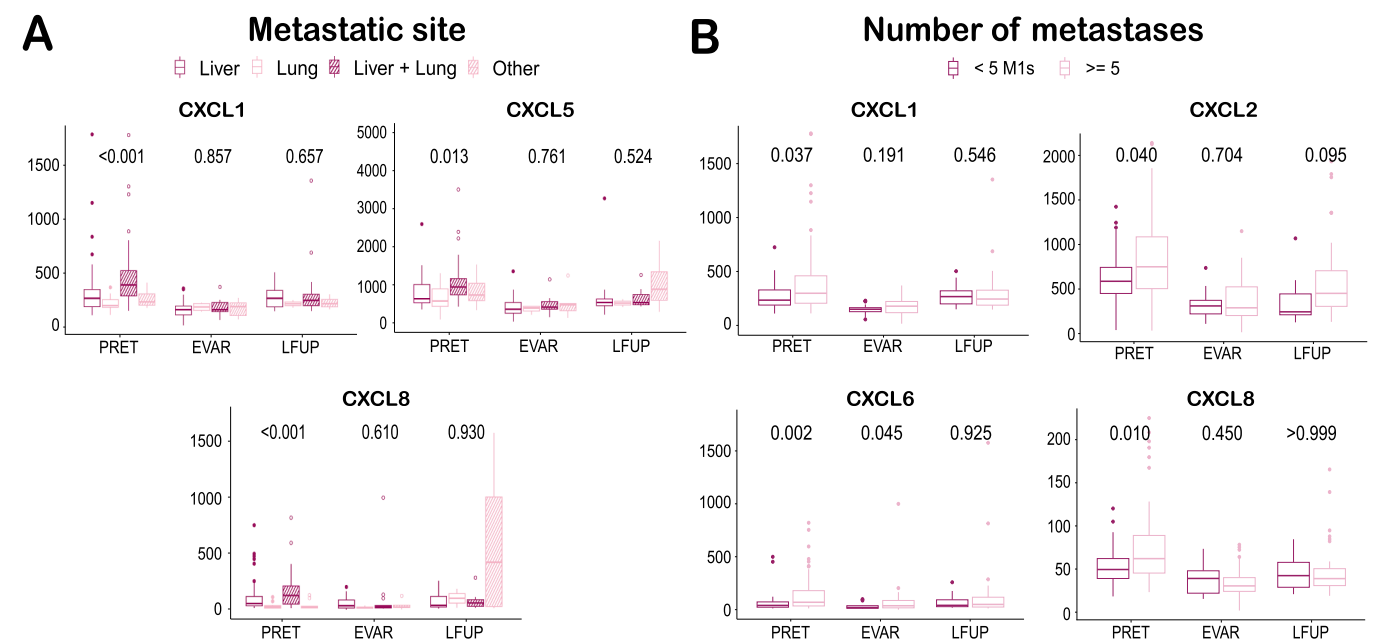 A
Metastatic site
Liver Lung Liver + Lung Other
CXCL1
<0.001 0.857 0.657
1500
1000
500
0
PRET EVAR LFUP
CXCL5
5000
0.013 0.761 0.524
4000
3000
2000
1000
0
PRET EVAR LFUP
CXCL8
<0.001 0.610 0.930
1500
1000
500
0
PRET EVAR LFUP
B
Number of metastases
< 5 M1s >= 5
CXCL1
0.037 0.191 0.546
1500
1000
500
0
PRET EVAR LFUP
CXCL2
2000 0.040 0.704 0.095
1500
1000
500
0
PRET EVAR LFUP
CXCL6
0.002 0.045 0.925
1500
1000
500
0
PRET EVAR LFUP
CXCL8
200 0.010 0.450 >0.999
150
100
50
0
PRET EVAR LFUP